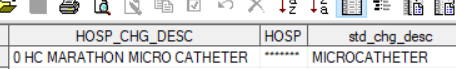 HOSP_CHG_DESC HOSP std_chg_desc
0 HC MARATHON MICRO CATHETER ******* MICROCATHETER